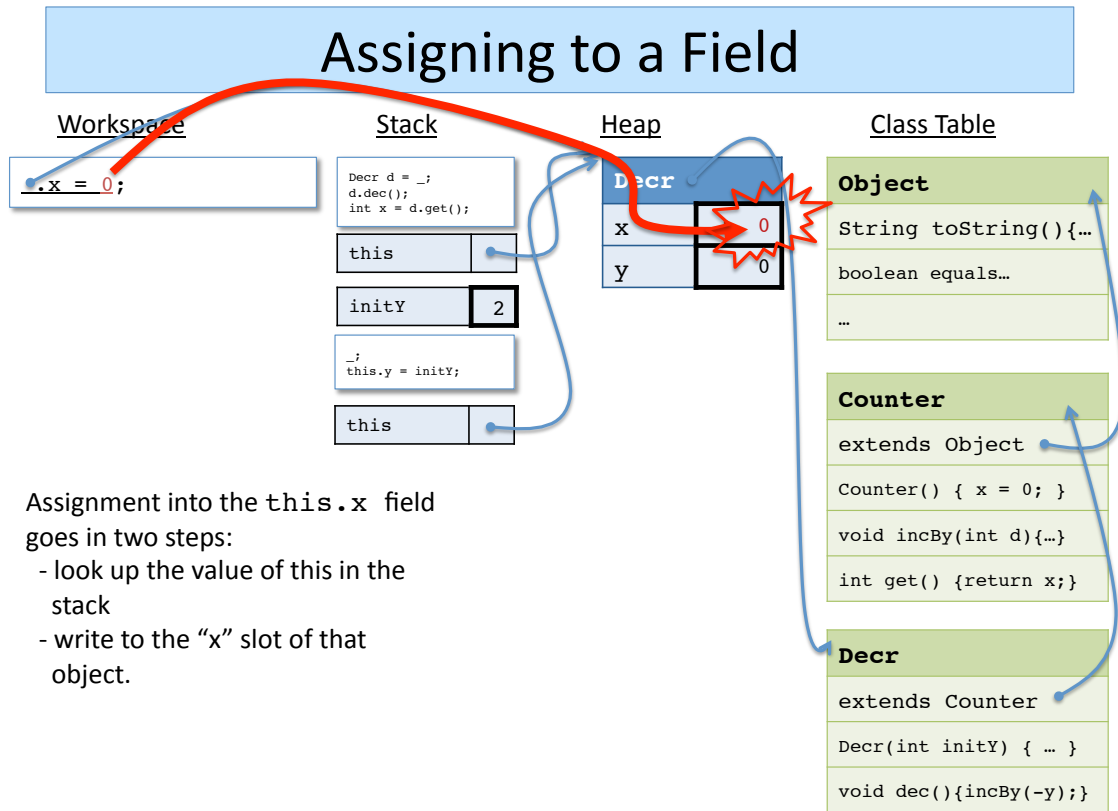 Assigning to a Field
Workspace
.x = 0;
Stack
Decr d = _;
d.dec();
int x = d.get();
this
initY 2
_;
this.y = initY;
this
Heap
Decr
x 0
y 0
Class Table
Object
String toString(){…
boolean equals…
…
Counter
extends Object
Counter() { x = 0; }
void incBy(int d){…}
int get() {return x;}
Decr
extends Counter
Decr(int initY) { … }
void dec(){incBy(-y);}
Assignment into the this.x field
goes in two steps:
- look up the value of this in the
stack
- write to the “x” slot of that
object.